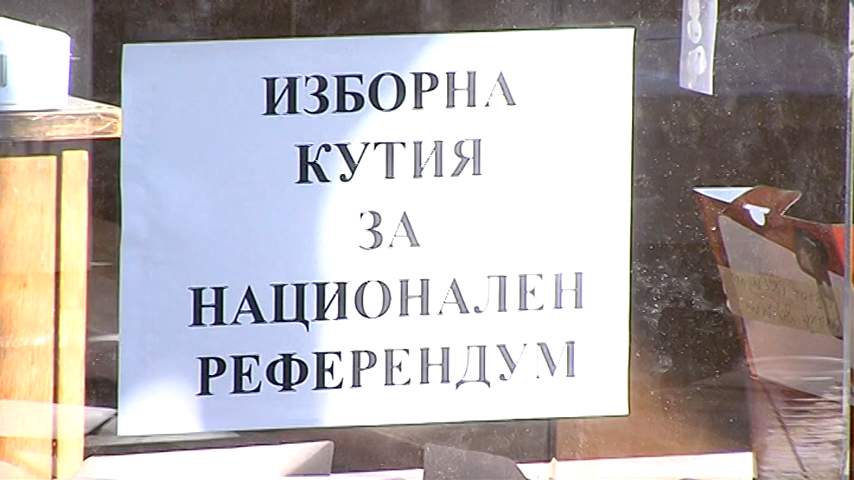 ИЗБОРНА
КУТИЯ
ЗА
НАЦИОНАЛЕН
РЕФЕРЕНДУМ